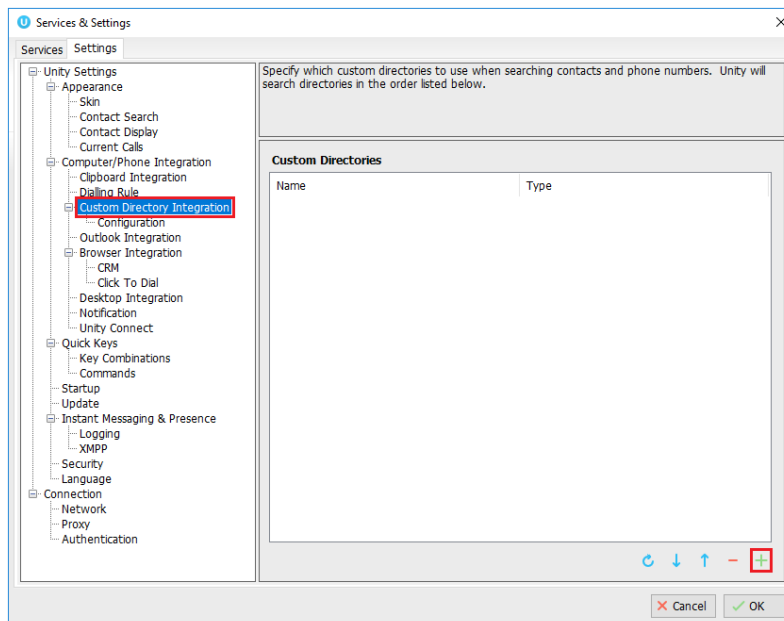 Services & Settings
Services Settings
Unity Settings
Appearance
Skin
Contact Search
Contact Display
Current Calls
Computer/Phone Integration
Clipboard Integration
Dialling Rule
Custom Directory Integration
Configuration
Outlook Integration
Browser Integration
CRM
Click To Dial
Desktop Integration
Notification
Unity Connect
Quick Keys
Key Combinations
Commands
Startup
Update
Instant Messaging & Presence
Logging
XMPP
Security
Language
Connection
Network
Proxy
Authentication
Specify which custom directories to use when searching contacts and phone numbers. Unity will
search directories in the order listed below.
Custom Directories
Name Type
Cancel OK